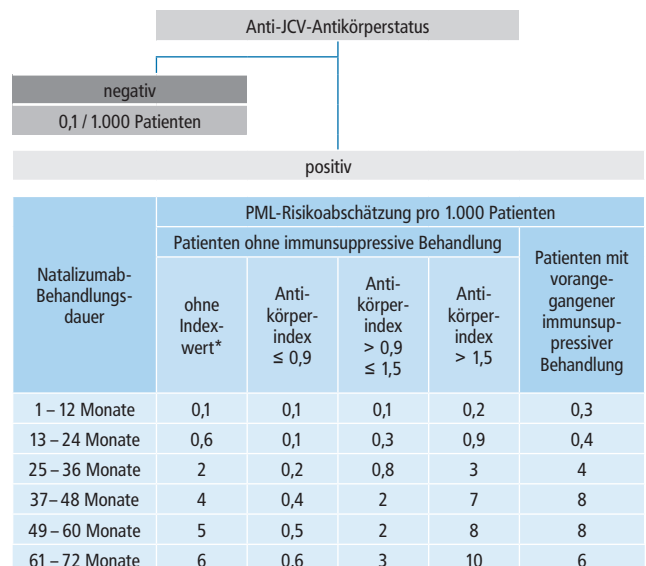 Anti-JCV-Antikörperstatus
negativ
0,1 / 1.000 Patienten
positiv
Natalizumab-
Behandlungs-
dauer
PML-Risikoabschätzung pro 1.000 Patienten
Patienten ohne immunsuppressive Behandlung
ohne
Index-
wert*
Anti-
körper-
index
≤ 0,9
Anti-
körper-
index
> 0,9
≤ 1,5
Anti-
körper-
index
> 1,5
Patienten mit
vorange-
gangener
immunsup-
pressiver
Behandlung
1 – 12 Monate 0,1 0,1 0,1 0,2 0,3
13 – 24 Monate 0,6 0,1 0,3 0,9 0,4
25 – 36 Monate 2 0,2 0,8 3 4
37– 48 Monate 4 0,4 2 7 8
49 – 60 Monate 5 0,5 2 8 8
61 – 72 Monate 6 0,6 3 10 6